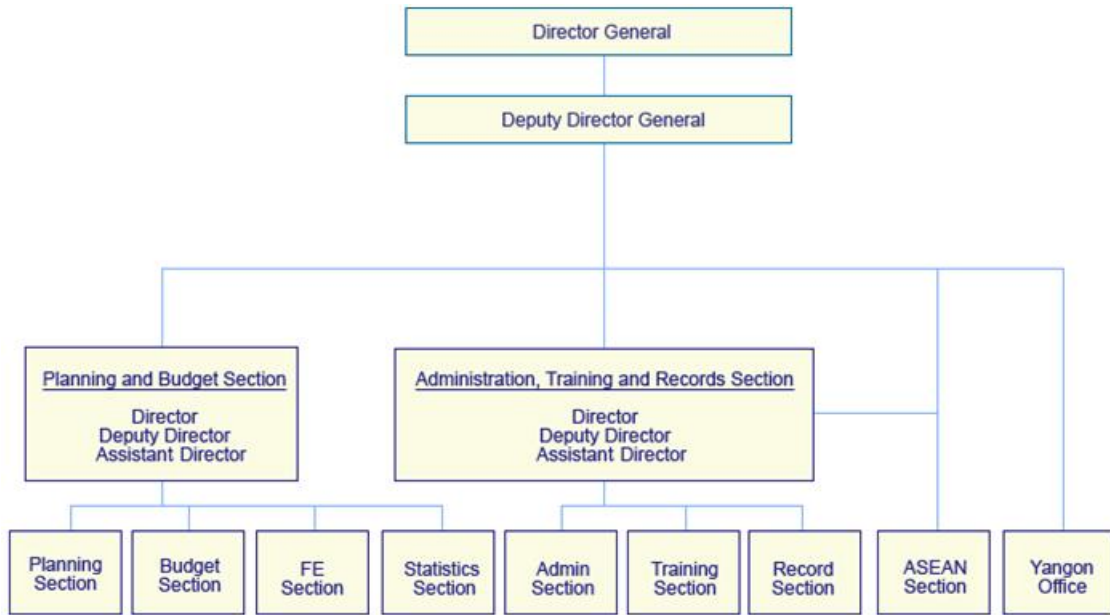 Director General
Deputy Director General
Planning and Budget Section
Director
Deputy Director
Assistant Director
Administration, Training and Records Section
Director
Deputy Director
Assistant Director
Planning
Section
Budget
Section
FE
Section
Statistics
Section
Admin
Section
Training
Section
Record
Section
ASEAN
Section
Yangon
Office